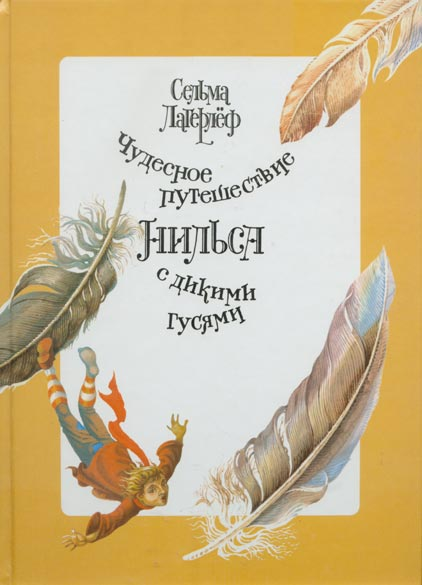 Сельма
Лагерлёф
Чудесное
путешествие
Нильса
с дикими
гусями